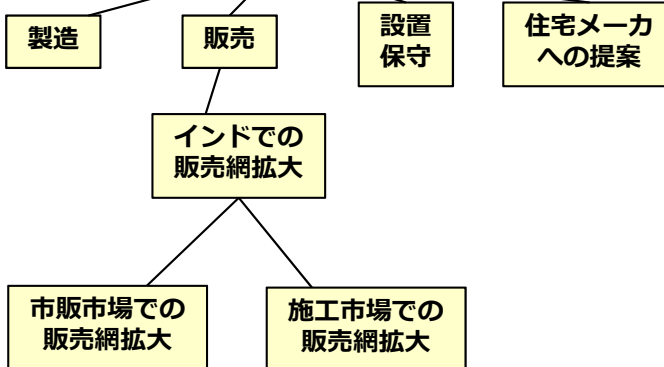 製造
販売
設置
保守
住宅メーカ
への提案
インドでの
販売網拡大
市販市場での
販売網拡大
施工市場での
販売網拡大